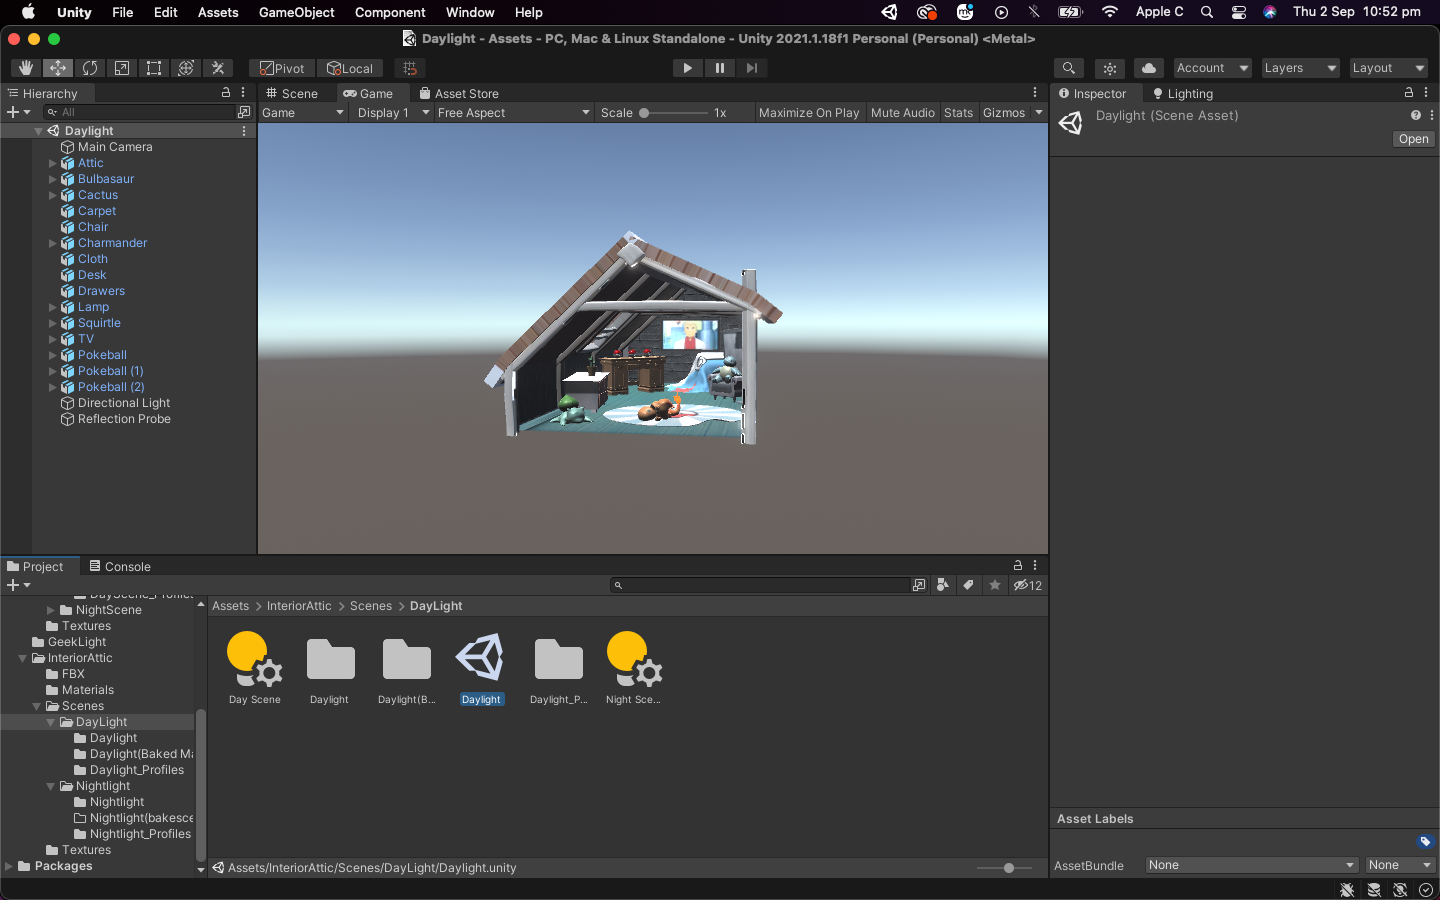 Unity File Edit Assets GameObject Component Window Help Apple C Thu 2 Sep 10:52 pm
Daylight - Assets - PC, Mac & Linux Standalone - Unity 2021.1.18f1 Personal (Personal) <Metal>
Pivot Local Account Layers Layout
Hierarchy
All
Daylight
Main Camera
Attic
Bulbasaur
Cactus
Carpet
Chair
Charmander
Cloth
Desk
Drawers
Lamp
Squirtle
TV
Pokeball
Pokeball (1)
Pokeball (2)
Directional Light
Reflection Probe
Scene Game Asset Store
Game Display 1 Free Aspect Scale 1x Maximize On Play Mute Audio Stats Gizmos
Inspector Lighting
Daylight (Scene Asset)
Open
Project Console
12
DayScene_Profiles
NightScene
Textures
GeekLight
InteriorAttic
FBX
Materials
Scenes
DayLight
Daylight
Daylight(Baked Ma
Daylight_Profiles
Nightlight
Nightlight
Nightlight(bakesce
Nightlight_Profiles
Textures
Packages
Assets > InteriorAttic > Scenes > DayLight
Day Scene Daylight Daylight(B... Daylight Daylight_P... Night Sce...
Assets/InteriorAttic/Scenes/DayLight/Daylight.unity
Asset Labels
AssetBundle None None